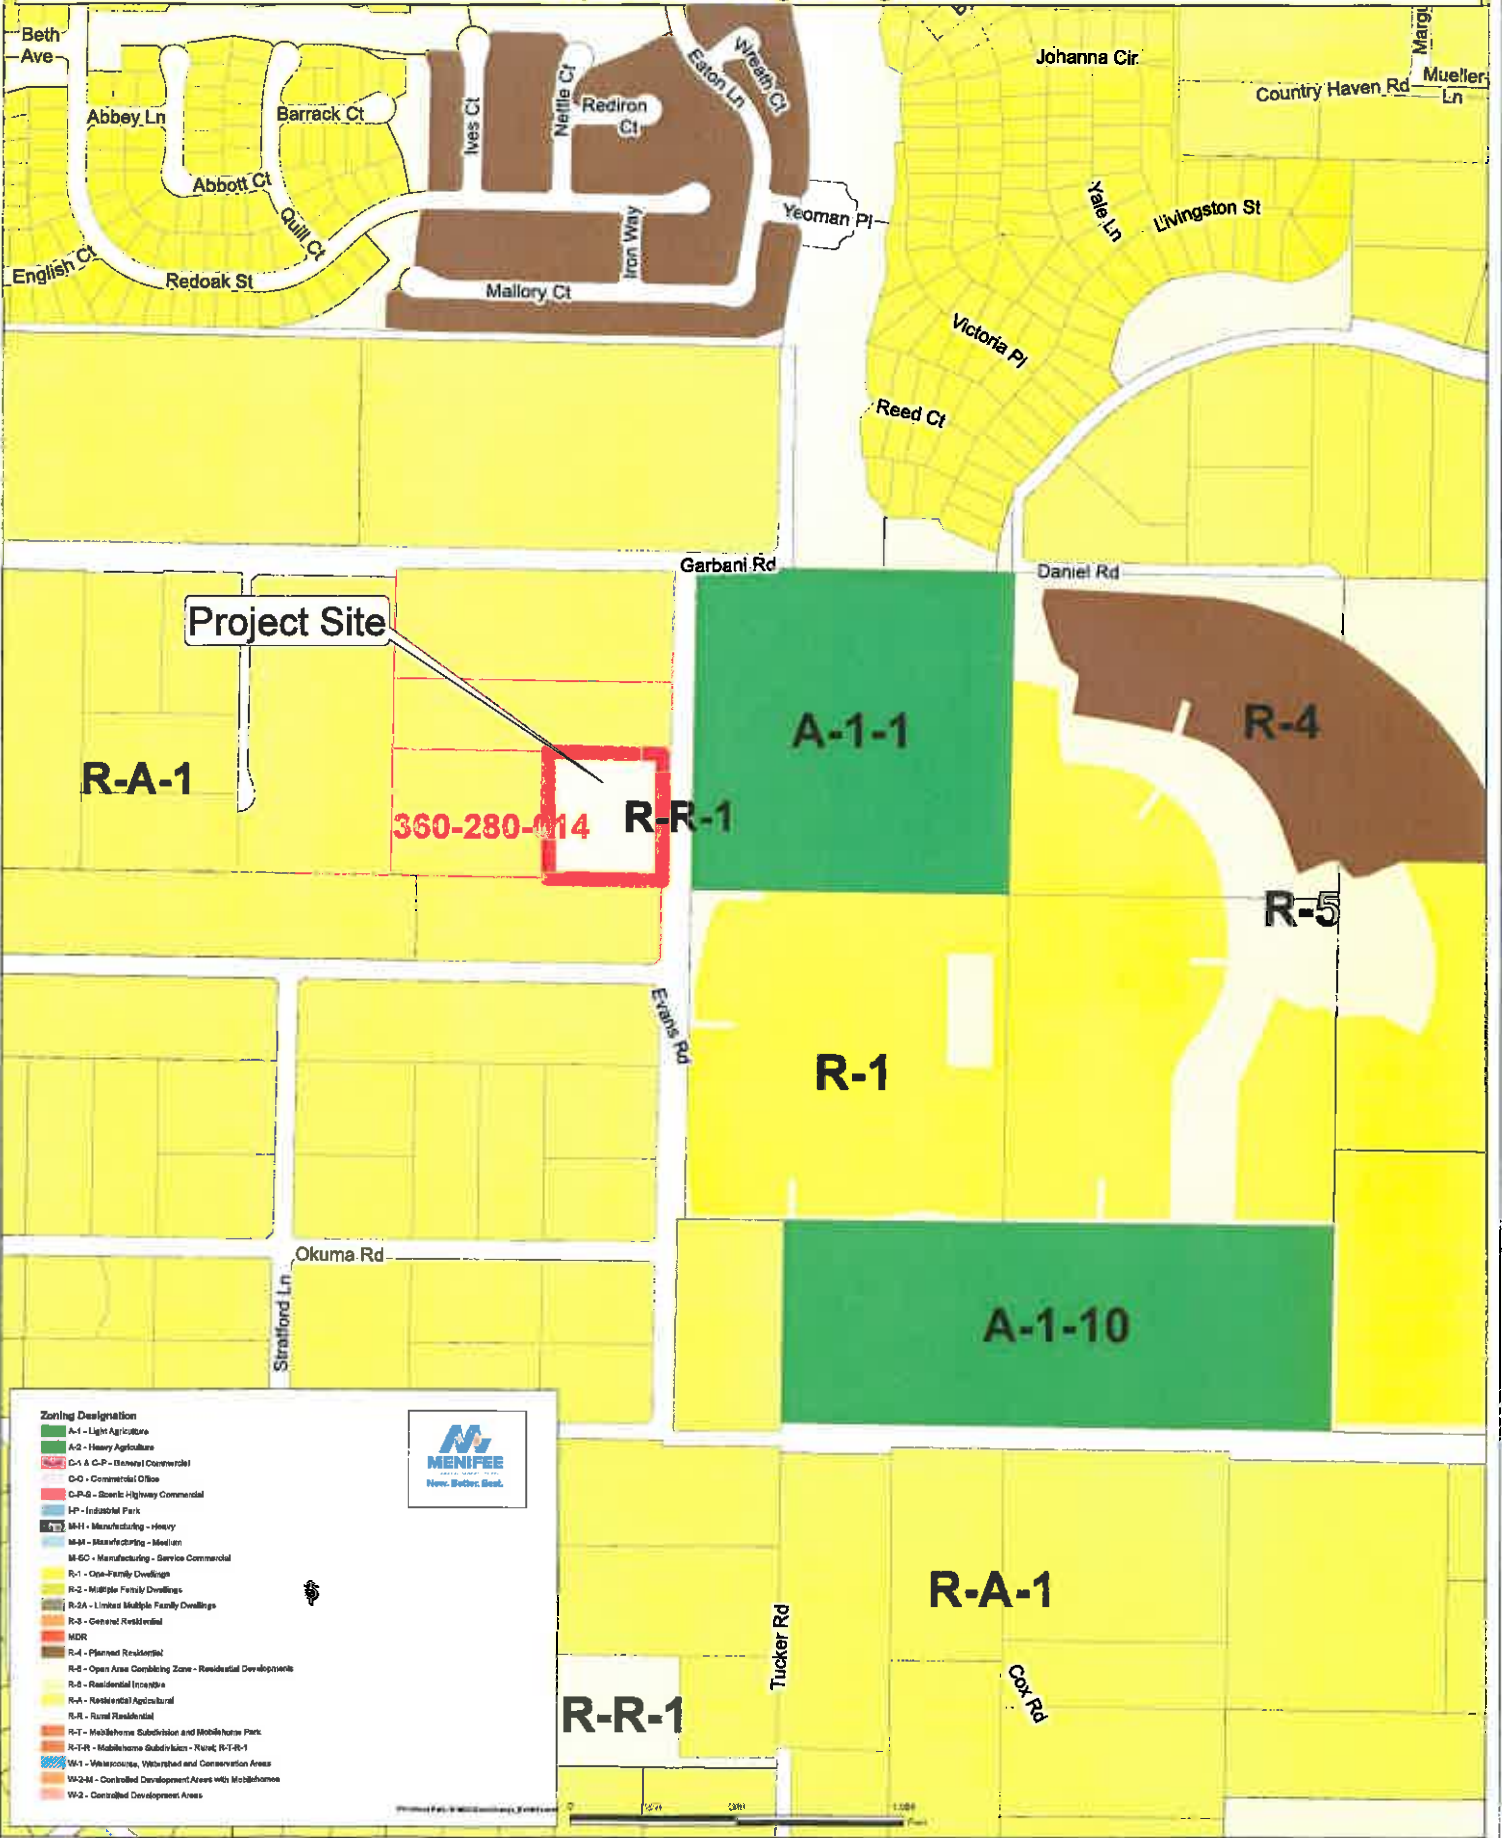 Beth
Ave
Abbey Ln
Barrack Ct
Abbott Ct
Quill Ct
English Ct
Redoak St
Ives Ct
Nettle Ct
Rediron
Ct
Eaton Ln
Wreath Ct
Iron Way
Mallory Ct
Yeoman Pl
Johanna Cir
Country Haven Rd
Mueller
Ln
Yale Ln
Livingston St
Victoria Pl
Reed Ct
Garbani Rd
Daniel Rd
Project Site
A-1-1
R-4
R-A-1
R-R-1
360-280-014
R-5
Evans Rd
R-1
Okuma Rd
Stratford Ln
A-1-10
R-A-1
R-R-1
Tucker Rd
Cox Rd
Zoning Designation
A-1 - Light Agriculture
A-2 - Heavy Agriculture
C-1 & C-P - General Commercial
C-O - Commercial Office
C-P-S - Scenic Highway Commercial
I-P - Industrial Park
M-H - Manufacturing - Heavy
M-M - Manufacturing - Medium
M-SC - Manufacturing - Service Commercial
R-1 - One-Family Dwellings
R-2 - Multiple Family Dwellings
R-2A - Limited Multiple Family Dwellings
R-3 - General Residential
MDR
R-4 - Planned Residential
R-5 - Open Area Combining Zone - Residential Developments
R-6 - Residential Incentive
R-A - Residential Agricultural
R-R - Rural Residential
R-T - Mobilehome Subdivision and Mobilehome Park
R-T-R - Mobilehome Subdivision - Rural; R-T-R-1
W-1 - Watercourse, Watershed and Conservation Areas
W-2-M - Controlled Development Areas with Mobilehomes
W-2 - Controlled Development Areas
MENIFEE
New. Better. Best.
0
Feet